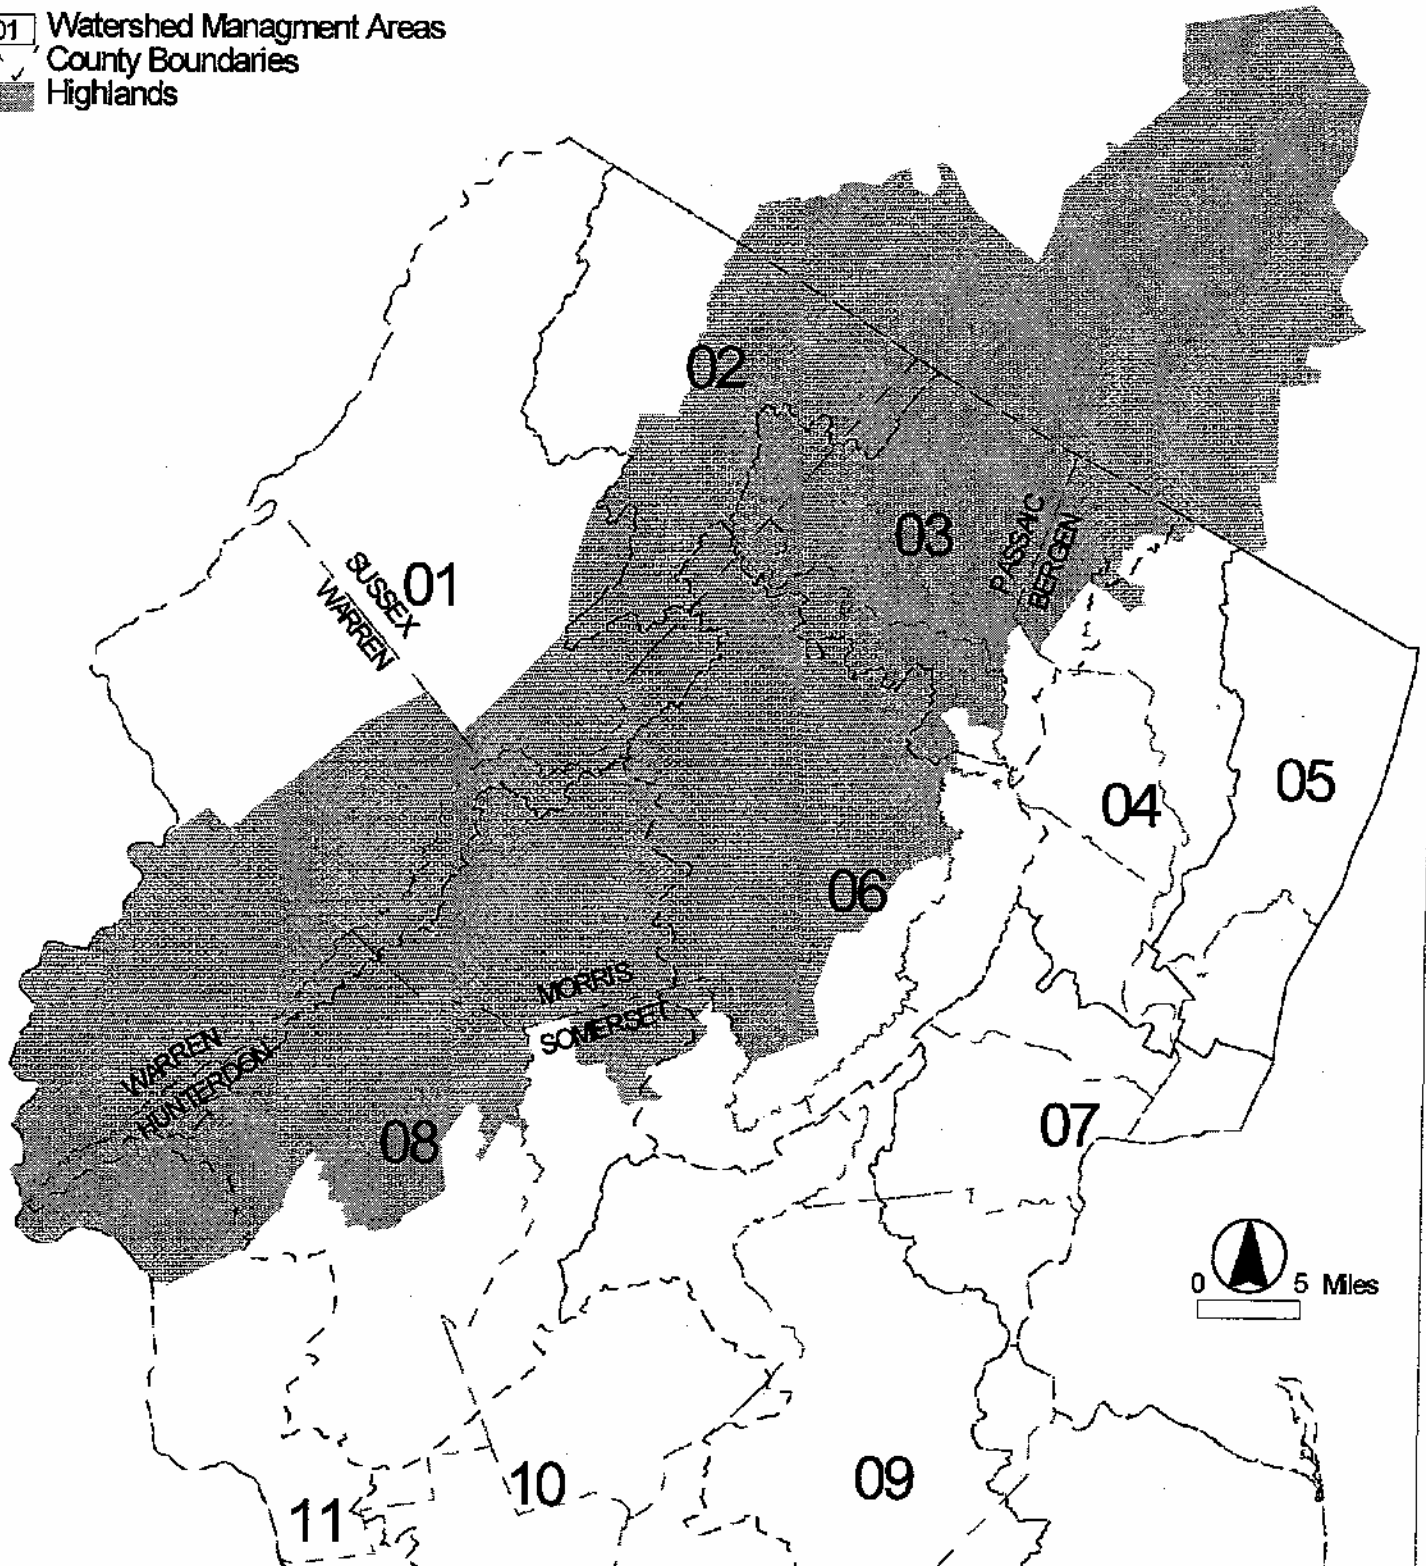 01 Watershed Managment Areas
County Boundaries
Highlands
02
03
PASSAIC
BERGEN
01
SUSSEX
WARREN
04
05
06
MORRIS
SOMERSET
WARREN
HUNTERDON
08
07
0 5 Miles
09
10
11